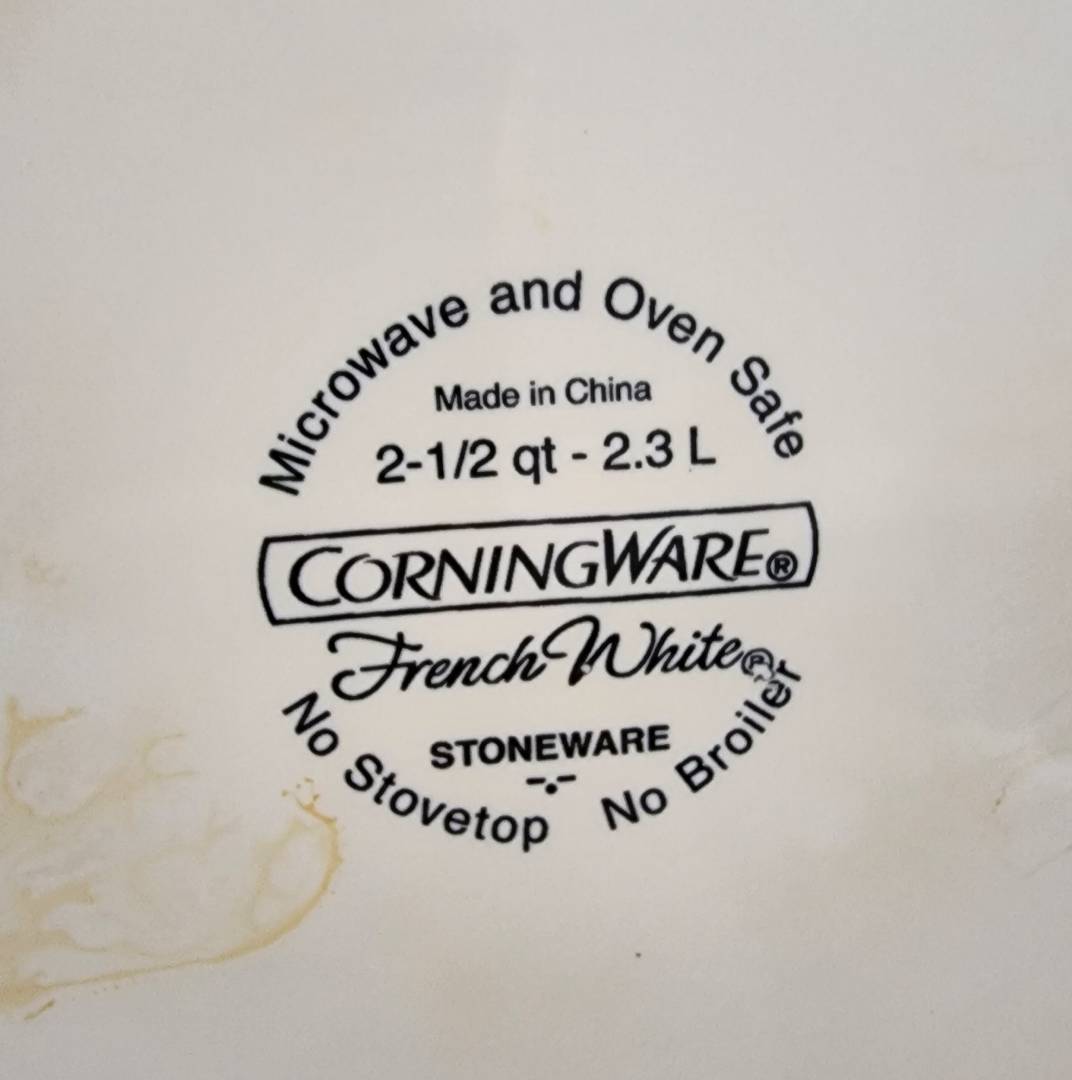 Microwave and Oven Safe
Made in China
2-1/2 qt - 2.3 L
CORNINGWARE®
French White®
STONEWARE
No Stovetop No Broiler